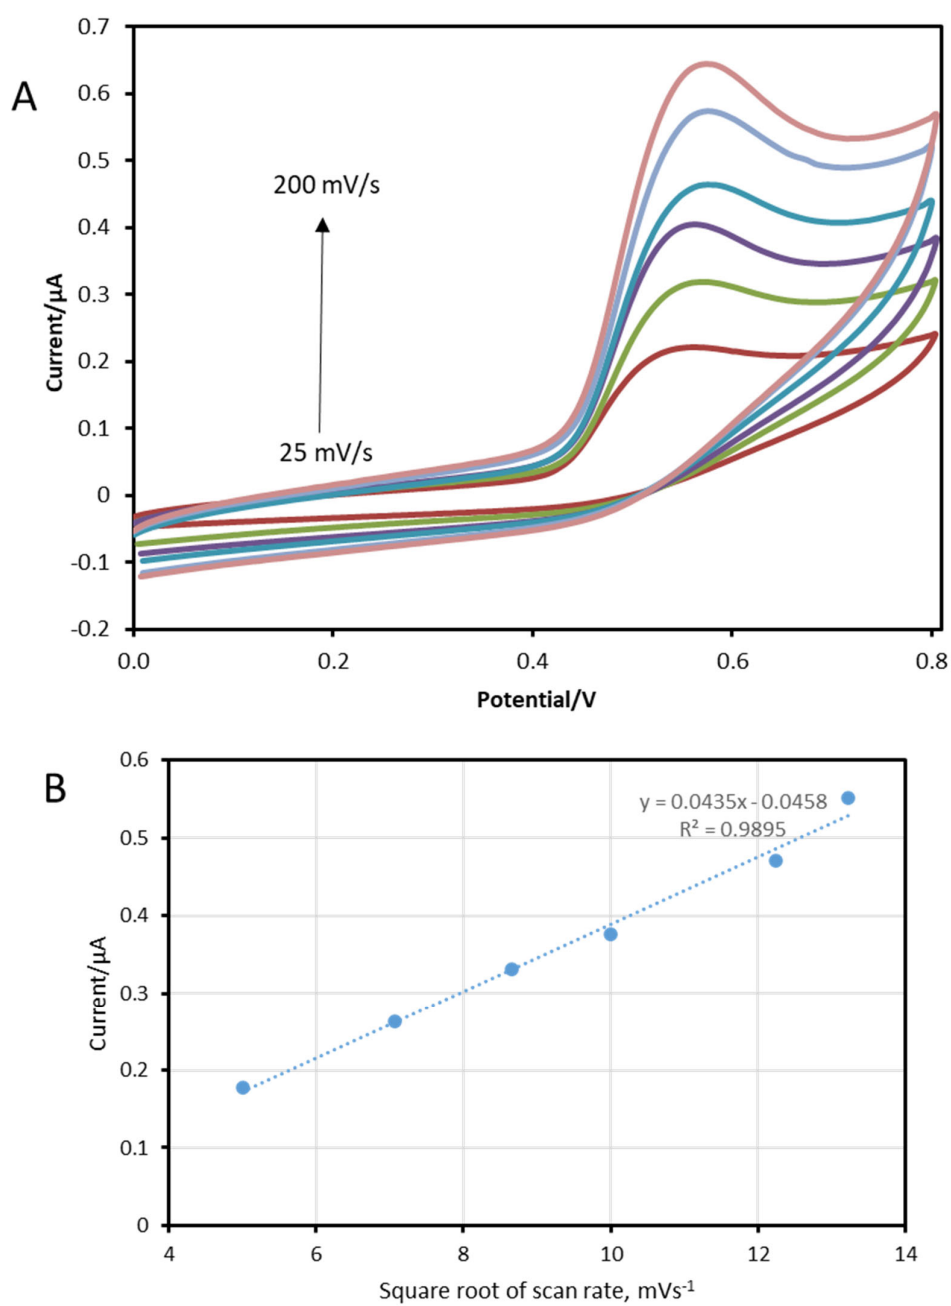 A
0.7
0.6
0.5
0.4
0.3
0.2
0.1
0
-0.1
-0.2
Current/µA
200 mV/s
25 mV/s
0.0 0.2 0.4 0.6 0.8
Potential/V
B
0.6
0.5
0.4
0.3
0.2
0.1
0
Current/µA
y = 0.0435x - 0.0458
R² = 0.9895
4 6 8 10 12 14
Square root of scan rate, mVs⁻¹